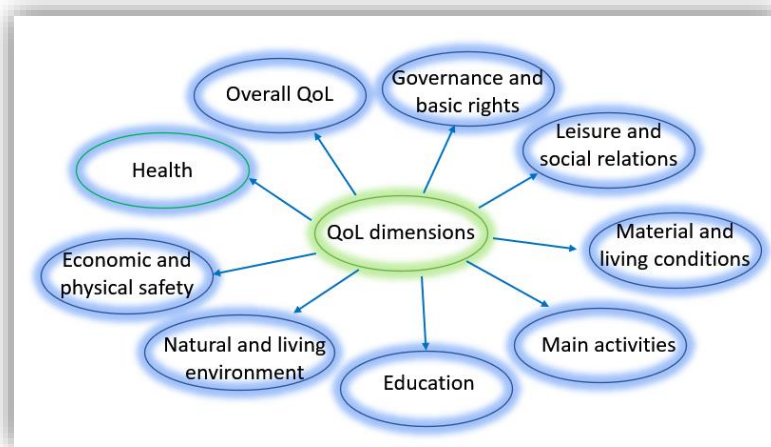 Overall QoL
Governance and
basic rights
Leisure and
social relations
Health
QoL dimensions
Material and
living conditions
Economic and
physical safety
Natural and living
environment
Main activities
Education